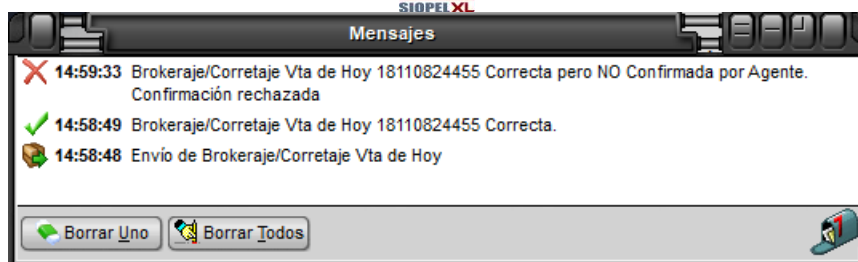 SIOPELXL
Mensajes
14:59:33 Brokeraje/Corretaje Vta de Hoy 18110824455 Correcta pero NO Confirmada por Agente.
Confirmación rechazada
14:58:49 Brokeraje/Corretaje Vta de Hoy 18110824455 Correcta.
14:58:48 Envío de Brokeraje/Corretaje Vta de Hoy
Borrar Uno Borrar Todos